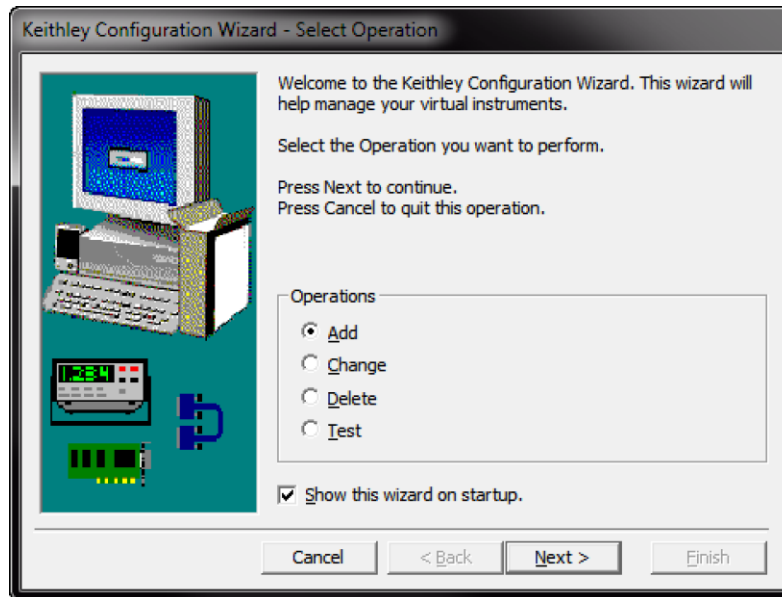 Keithley Configuration Wizard - Select Operation
Welcome to the Keithley Configuration Wizard. This wizard will
help manage your virtual instruments.
Select the Operation you want to perform.
Press Next to continue.
Press Cancel to quit this operation.
Operations
Add
Change
Delete
Test
1.234
Show this wizard on startup.
Cancel
< Back
Next >
Finish